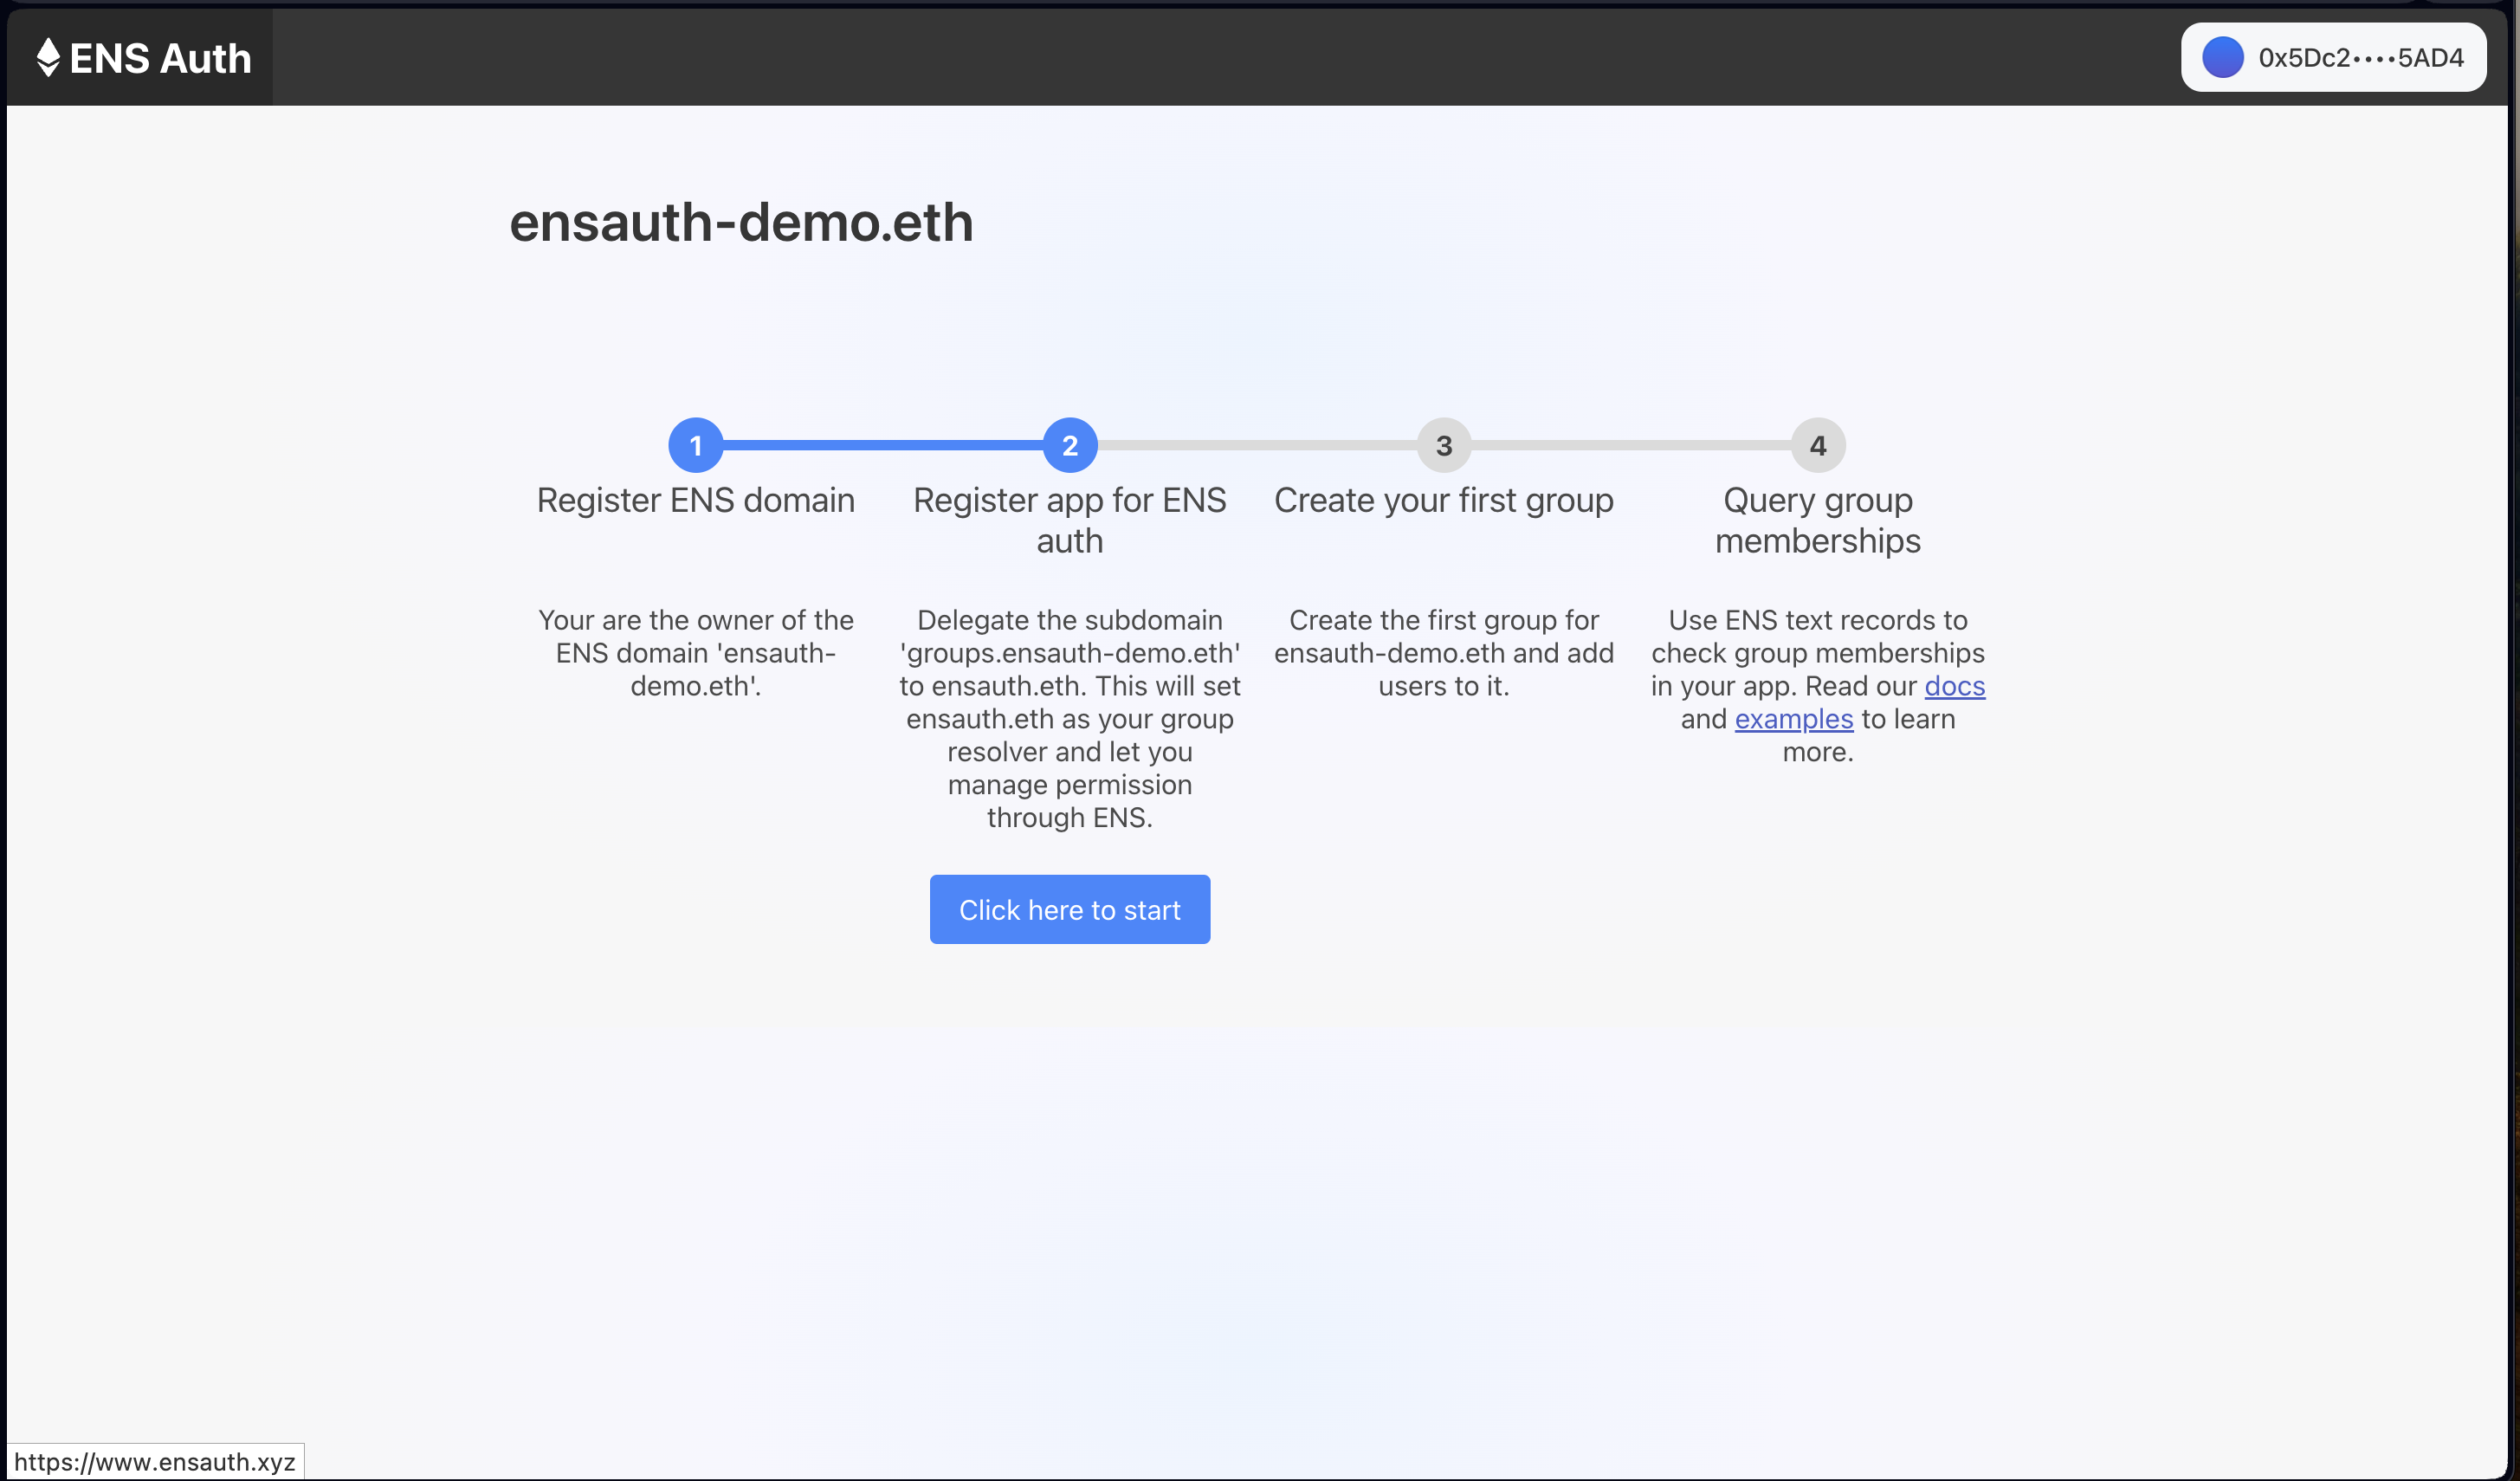 ENS Auth
0x5Dc2••••5AD4
ensauth-demo.eth
1
2
3
4
Register ENS domain
Register app for ENS
auth
Create your first group
Query group
memberships
Your are the owner of the
ENS domain 'ensauth-
demo.eth'.
Delegate the subdomain
'groups.ensauth-demo.eth'
to ensauth.eth. This will set
ensauth.eth as your group
resolver and let you
manage permission
through ENS.
Click here to start
Create the first group for
ensauth-demo.eth and add
users to it.
Use ENS text records to
check group memberships
in your app. Read our docs
and examples to learn
more.
https://www.ensauth.xyz